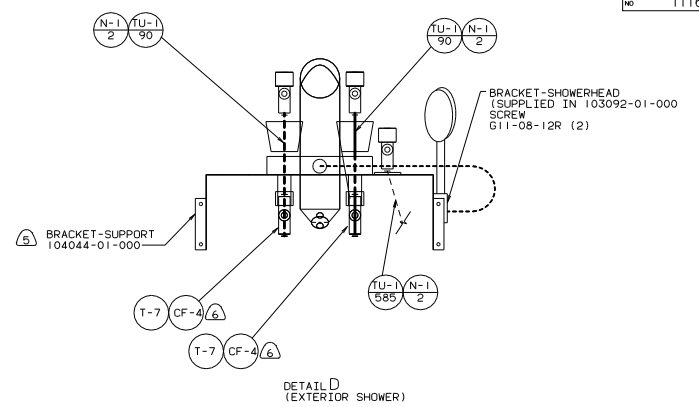 NO 1116
N-1 TU-1
2 90
TU-1 N-1
90 2
BRACKET-SHOWERHEAD
(SUPPLIED IN 103092-01-000
SCREW
G11-08-12R (2)
5 BRACKET-SUPPORT
104044-01-000
TU-1 N-1
585 2
T-7 CF-4 6
T-7 CF-4 6
DETAIL D
(EXTERIOR SHOWER)